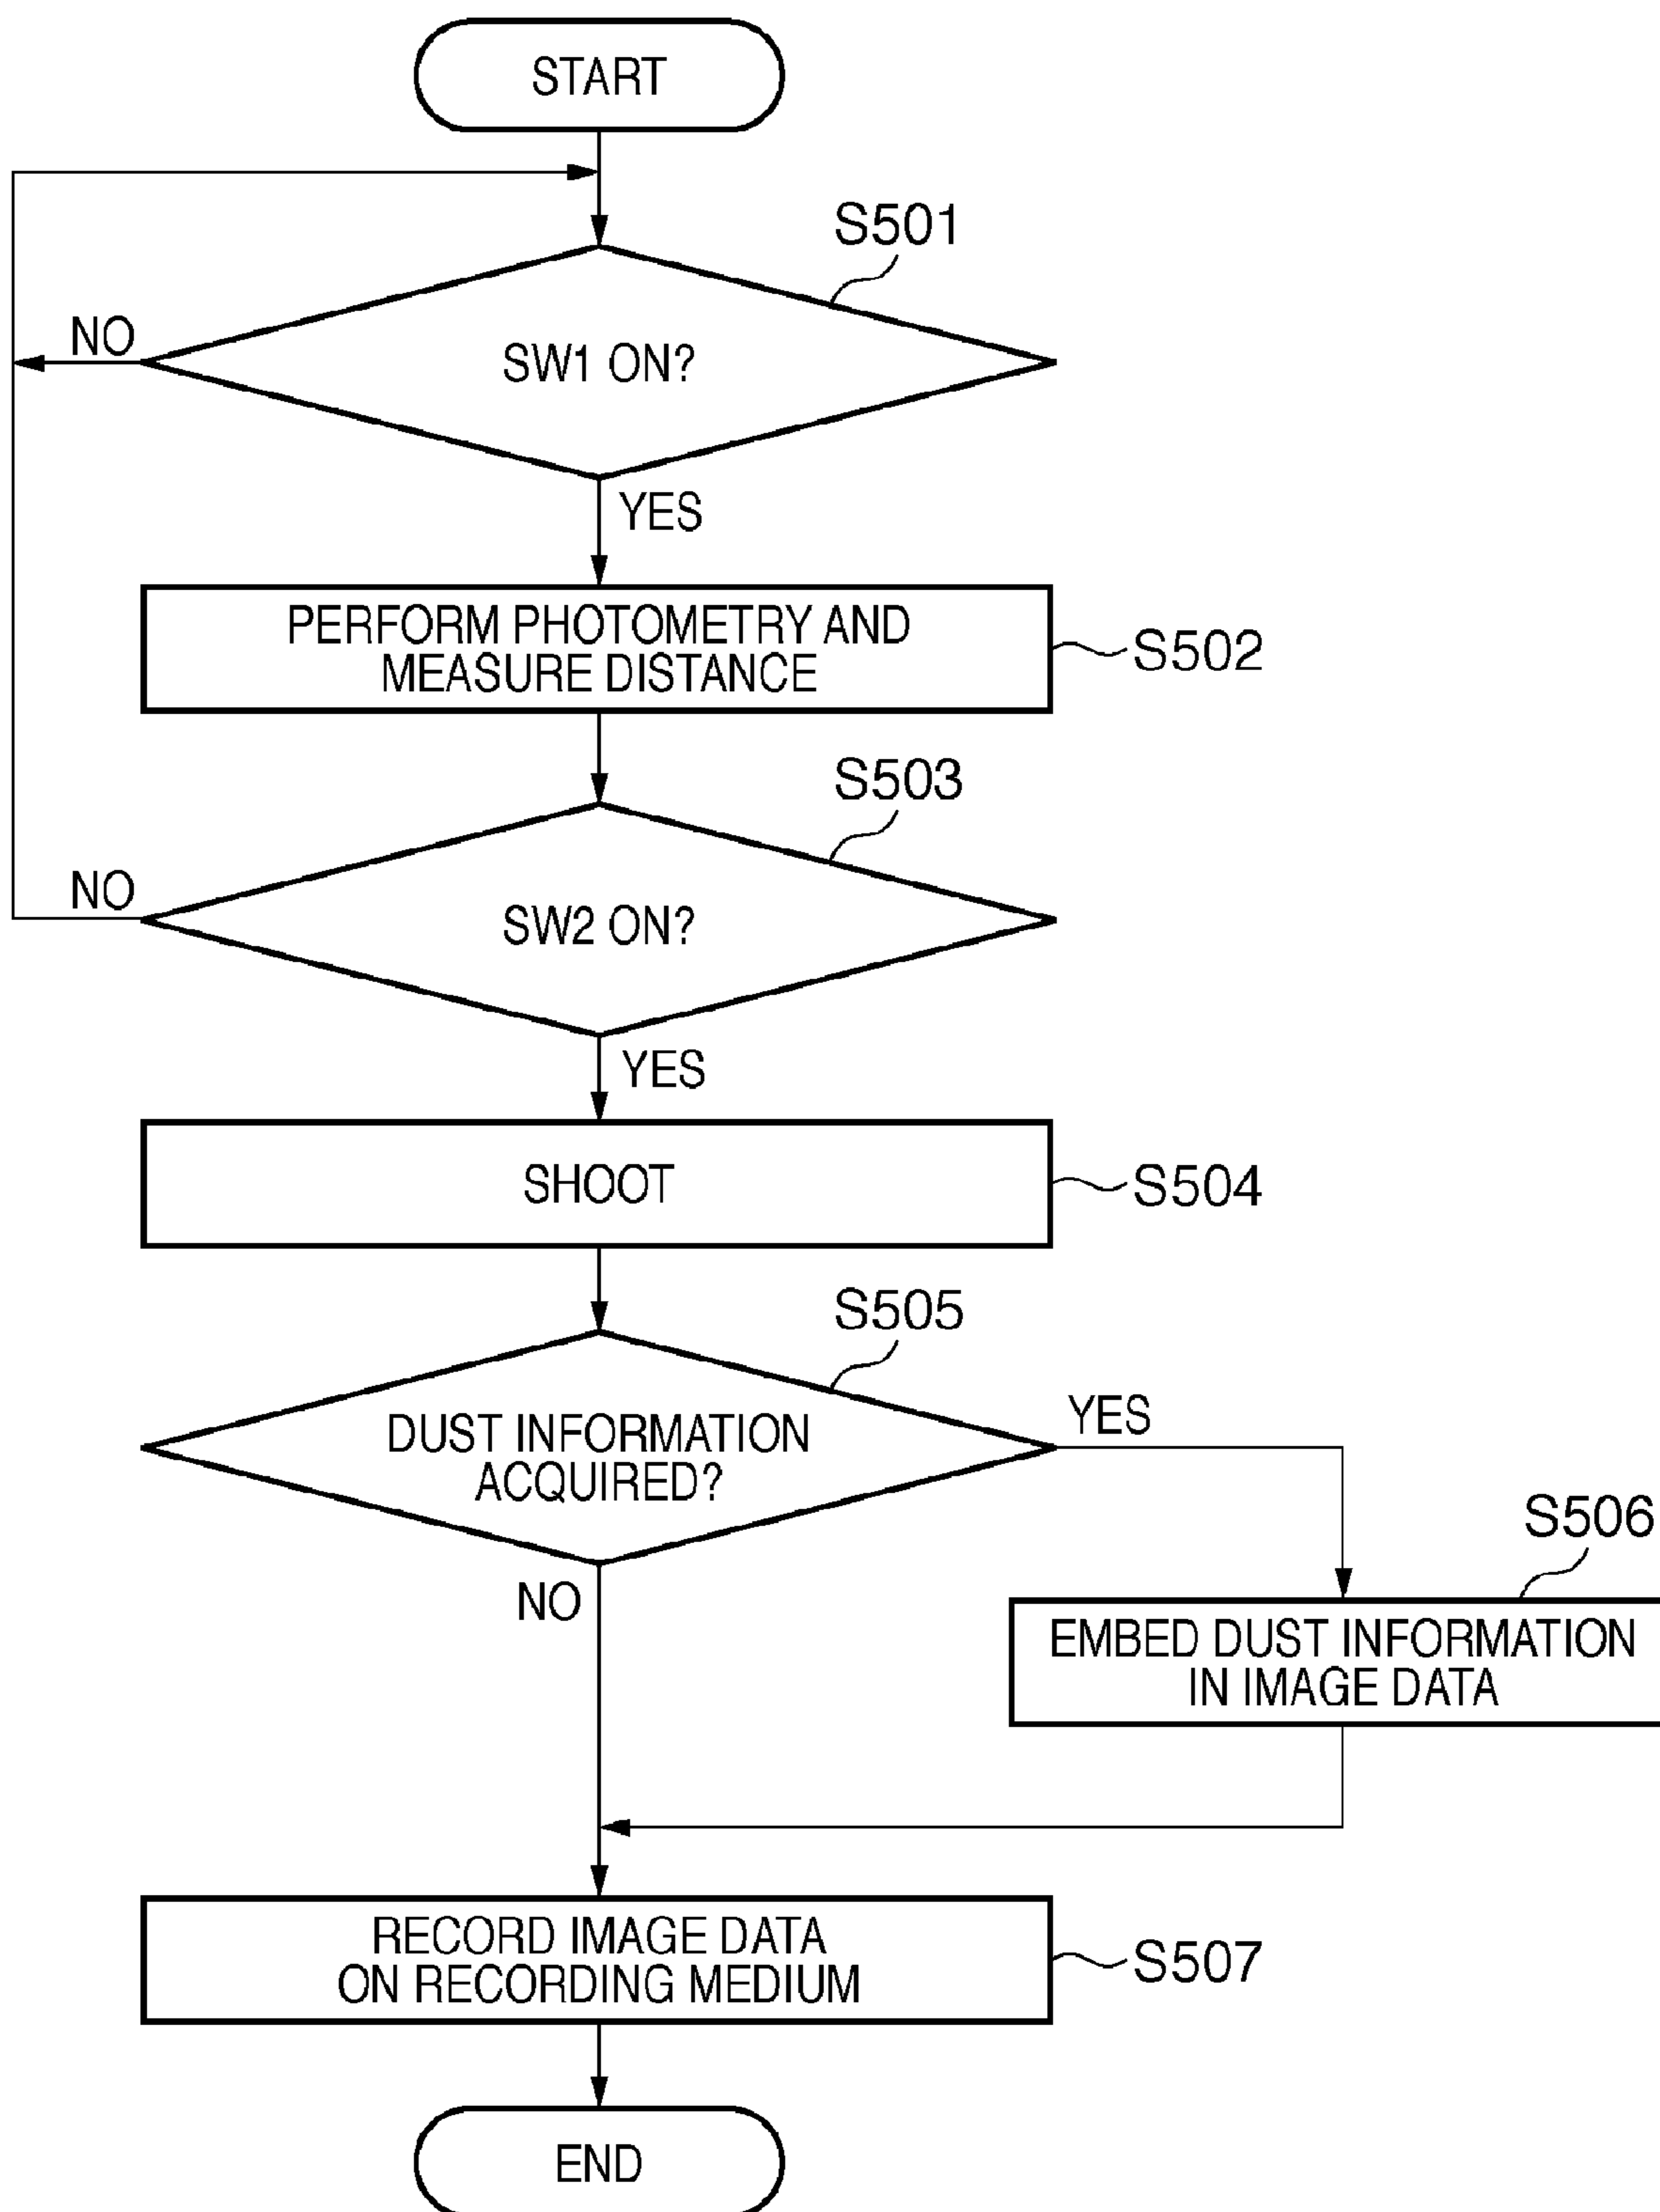 START
S501
NO
SW1 ON?
YES
PERFORM PHOTOMETRY AND
MEASURE DISTANCE
S502
S503
NO
SW2 ON?
YES
SHOOT
S504
S505
DUST INFORMATION
ACQUIRED?
YES
NO
S506
EMBED DUST INFORMATION
IN IMAGE DATA
RECORD IMAGE DATA
ON RECORDING MEDIUM
S507
END